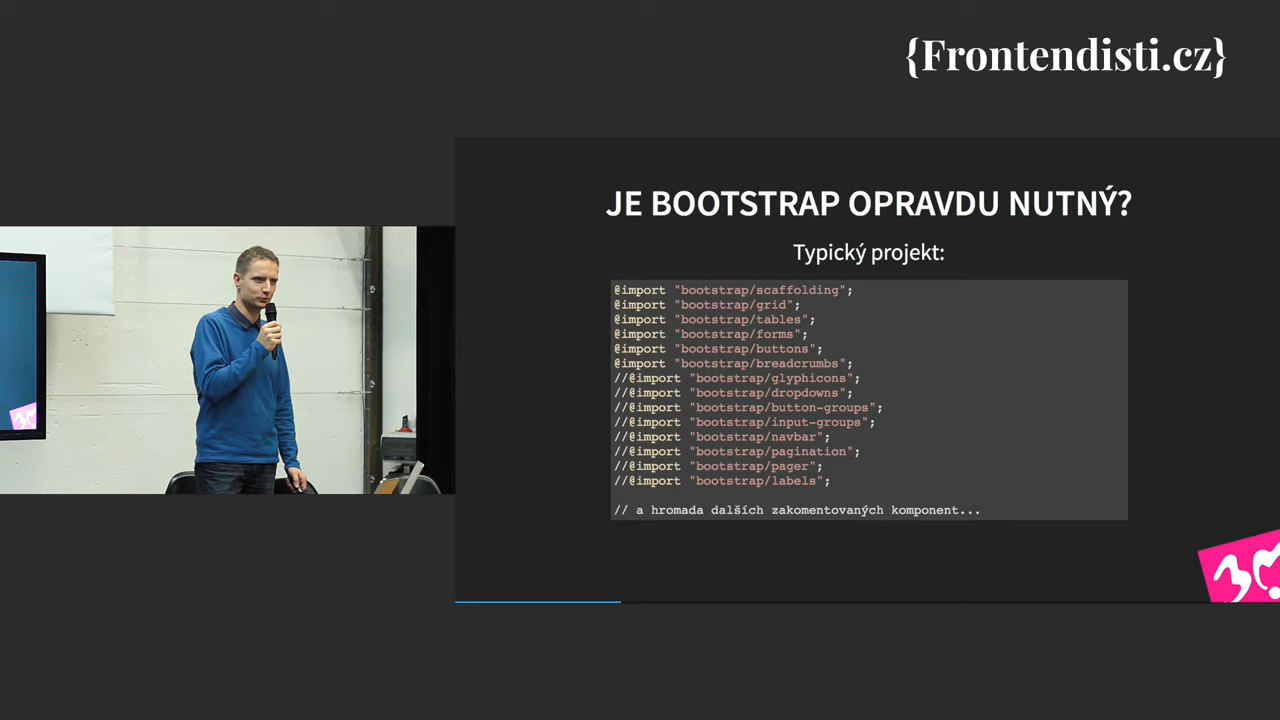 {Frontendisti.cz}
JE BOOTSTRAP OPRAVDU NUTNÝ?
Typický projekt:
@import "bootstrap/scaffolding";
@import "bootstrap/grid";
@import "bootstrap/tables";
@import "bootstrap/forms";
@import "bootstrap/buttons";
@import "bootstrap/breadcrumbs";
//@import "bootstrap/glyphicons";
//@import "bootstrap/dropdowns";
//@import "bootstrap/button-groups";
//@import "bootstrap/input-groups";
//@import "bootstrap/navbar";
//@import "bootstrap/pagination";
//@import "bootstrap/pager";
//@import "bootstrap/labels";
// a hromada dalších zakomentovaných komponent...